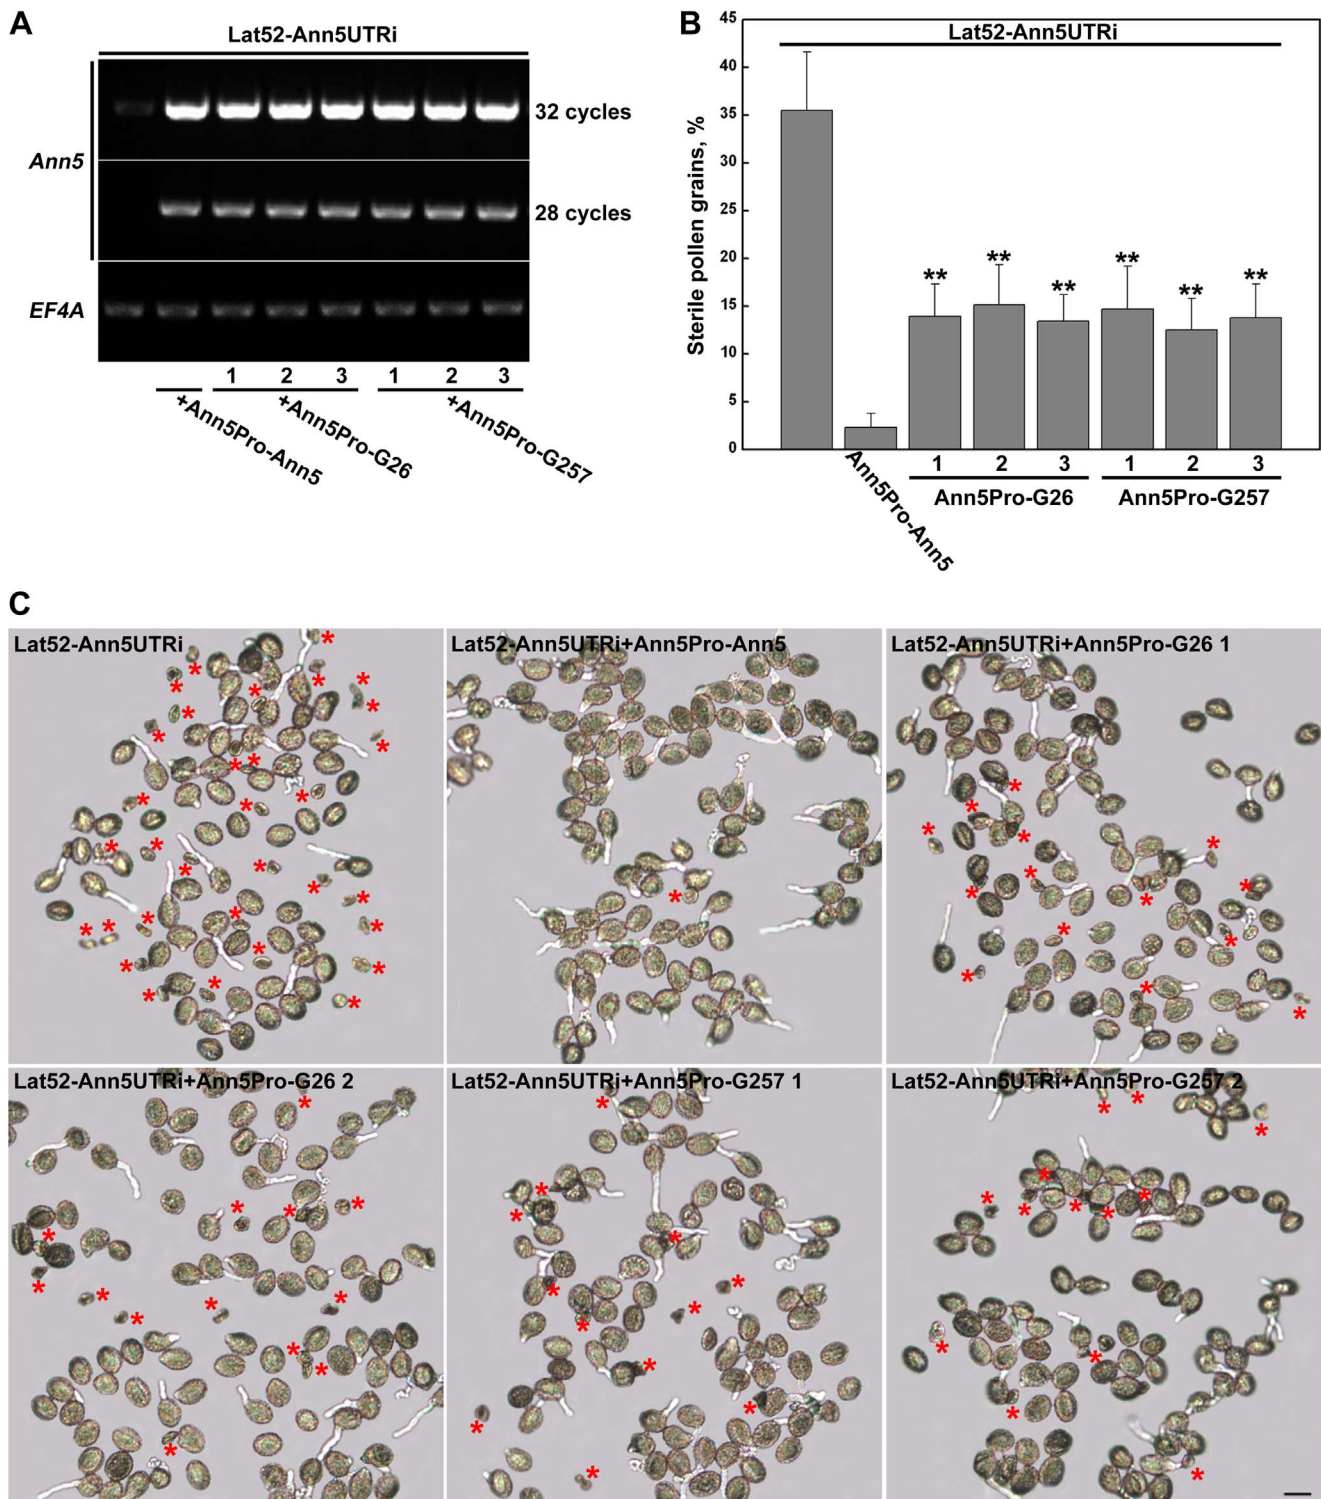 A
Lat52-Ann5UTRi
Ann5
32 cycles
28 cycles
EF4A
1 2 3 1 2 3
+Ann5Pro-Ann5
+Ann5Pro-G26
+Ann5Pro-G257
B
Lat52-Ann5UTRi
Sterile pollen grains, %
45
40
35
30
25
20
15
10
5
0
** ** ** ** ** **
1 2 3 1 2 3
Ann5Pro-Ann5
Ann5Pro-G26
Ann5Pro-G257
C
Lat52-Ann5UTRi
Lat52-Ann5UTRi+Ann5Pro-Ann5
Lat52-Ann5UTRi+Ann5Pro-G26 1
Lat52-Ann5UTRi+Ann5Pro-G26 2
Lat52-Ann5UTRi+Ann5Pro-G257 1
Lat52-Ann5UTRi+Ann5Pro-G257 2